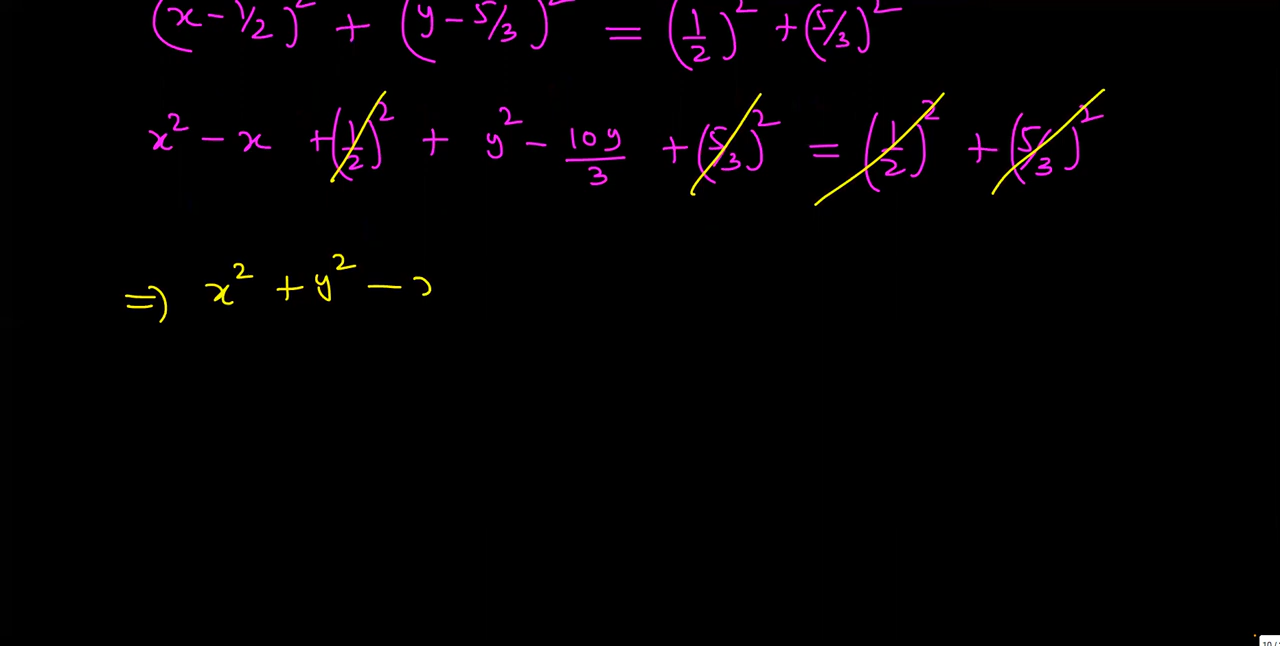 (x - 1/2)² + (y - 5/3)² = (1/2)² + (5/3)²
x² - x + (1/2)² + y² - 10y/3 + (5/3)² = (1/2)² + (5/3)²
⇒ x² + y² -